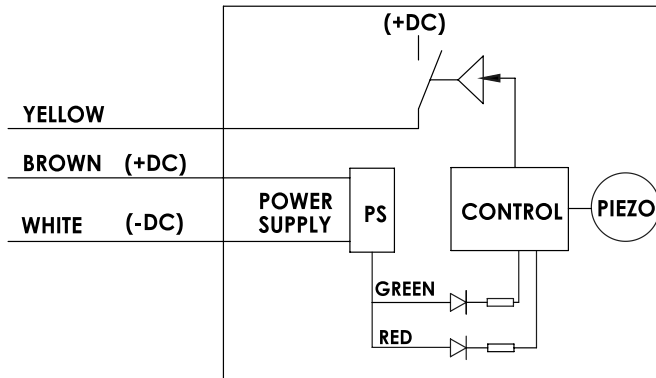 (+DC)
YELLOW
BROWN (+DC)
WHITE (-DC)
POWER
SUPPLY
PS
CONTROL
PIEZO
GREEN
RED